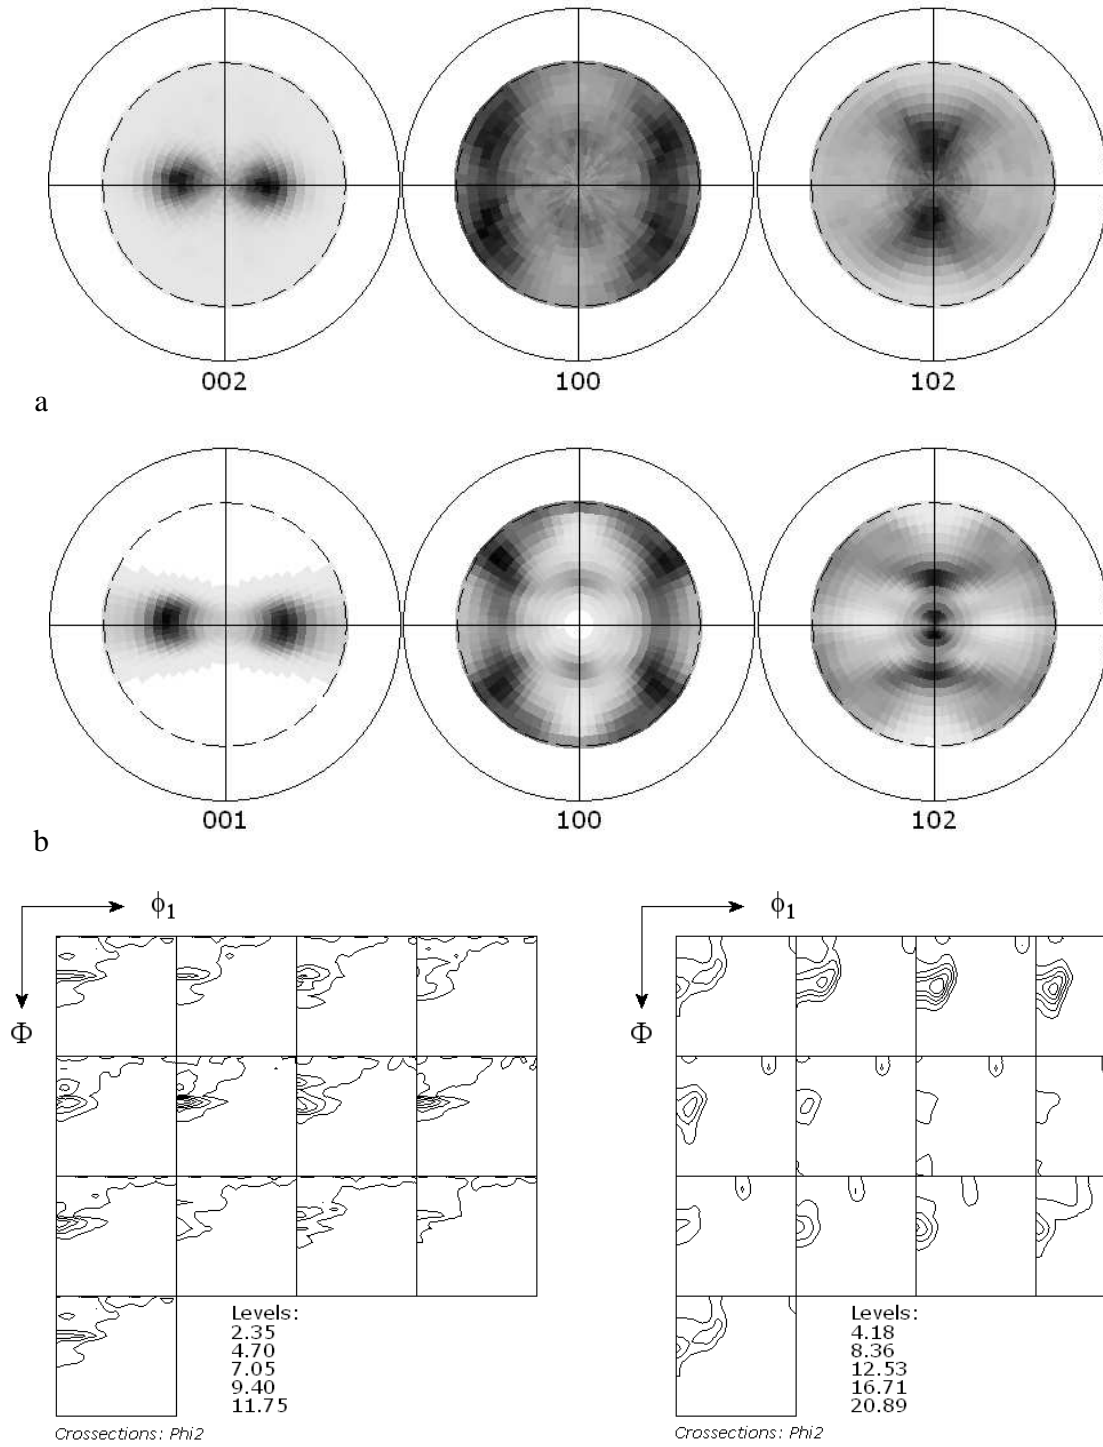 002 100 102
a
001 100 102
b
ϕ1 ϕ1
Φ Φ
Levels: Levels:
2.35 4.18
4.70 8.36
7.05 12.53
9.40 16.71
11.75 20.89
Crossections: Phi2 Crossections: Phi2